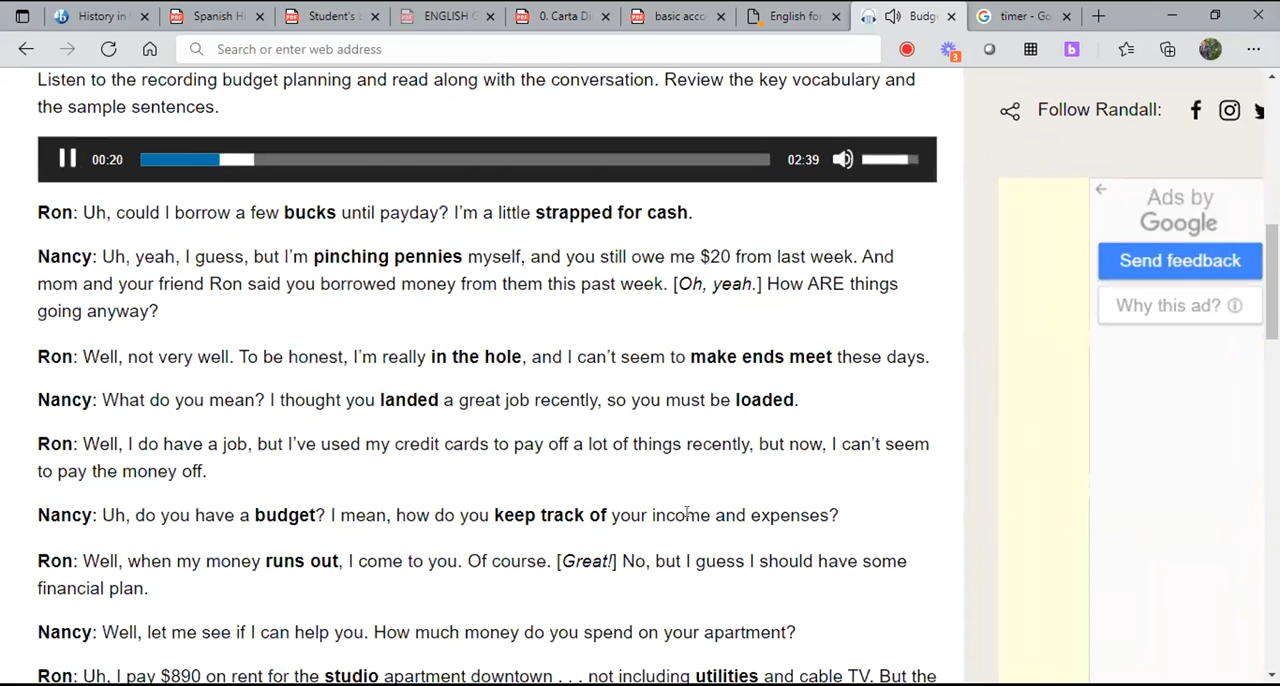 History in
Spanish Hi
Student's b
ENGLISH G
0. Carta Di
basic acco
English for
Budg
timer - Go
Search or enter web address
3
Listen to the recording budget planning and read along with the conversation. Review the key vocabulary and
the sample sentences.
Follow Randall:
00:20
02:39
Ron: Uh, could I borrow a few bucks until payday? I'm a little strapped for cash.
Nancy: Uh, yeah, I guess, but I'm pinching pennies myself, and you still owe me $20 from last week. And
mom and your friend Ron said you borrowed money from them this past week. [Oh, yeah.] How ARE things
going anyway?
Ron: Well, not very well. To be honest, I'm really in the hole, and I can't seem to make ends meet these days.
Nancy: What do you mean? I thought you landed a great job recently, so you must be loaded.
Ron: Well, I do have a job, but I've used my credit cards to pay off a lot of things recently, but now, I can't seem
to pay the money off.
Nancy: Uh, do you have a budget? I mean, how do you keep track of your income and expenses?
Ron: Well, when my money runs out, I come to you. Of course. [Great!] No, but I guess I should have some
financial plan.
Nancy: Well, let me see if I can help you. How much money do you spend on your apartment?
Ron: Uh, I pay $890 on rent for the studio apartment downtown . . . not including utilities and cable TV. But the
Ads by
Google
Send feedback
Why this ad?